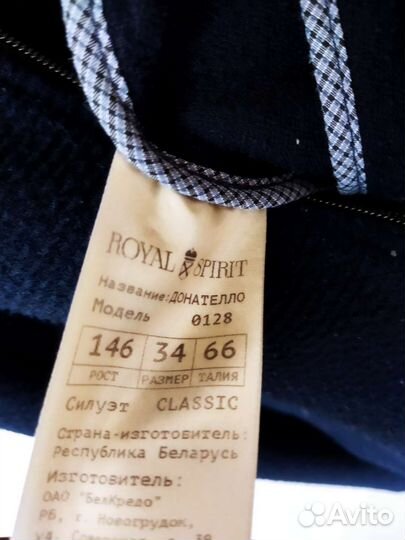 ROYAL SPIRIT
Название: ДОНАТЕЛЛО
Модель 0128
146 34 66
РОСТ РАЗМЕР ТАЛИЯ
Силуэт CLASSIC
Страна-изготовитель:
Республика Беларусь
Изготовитель:
ОАО "БелКредо"
РБ, г. Новогрудок,
ул.
Avito